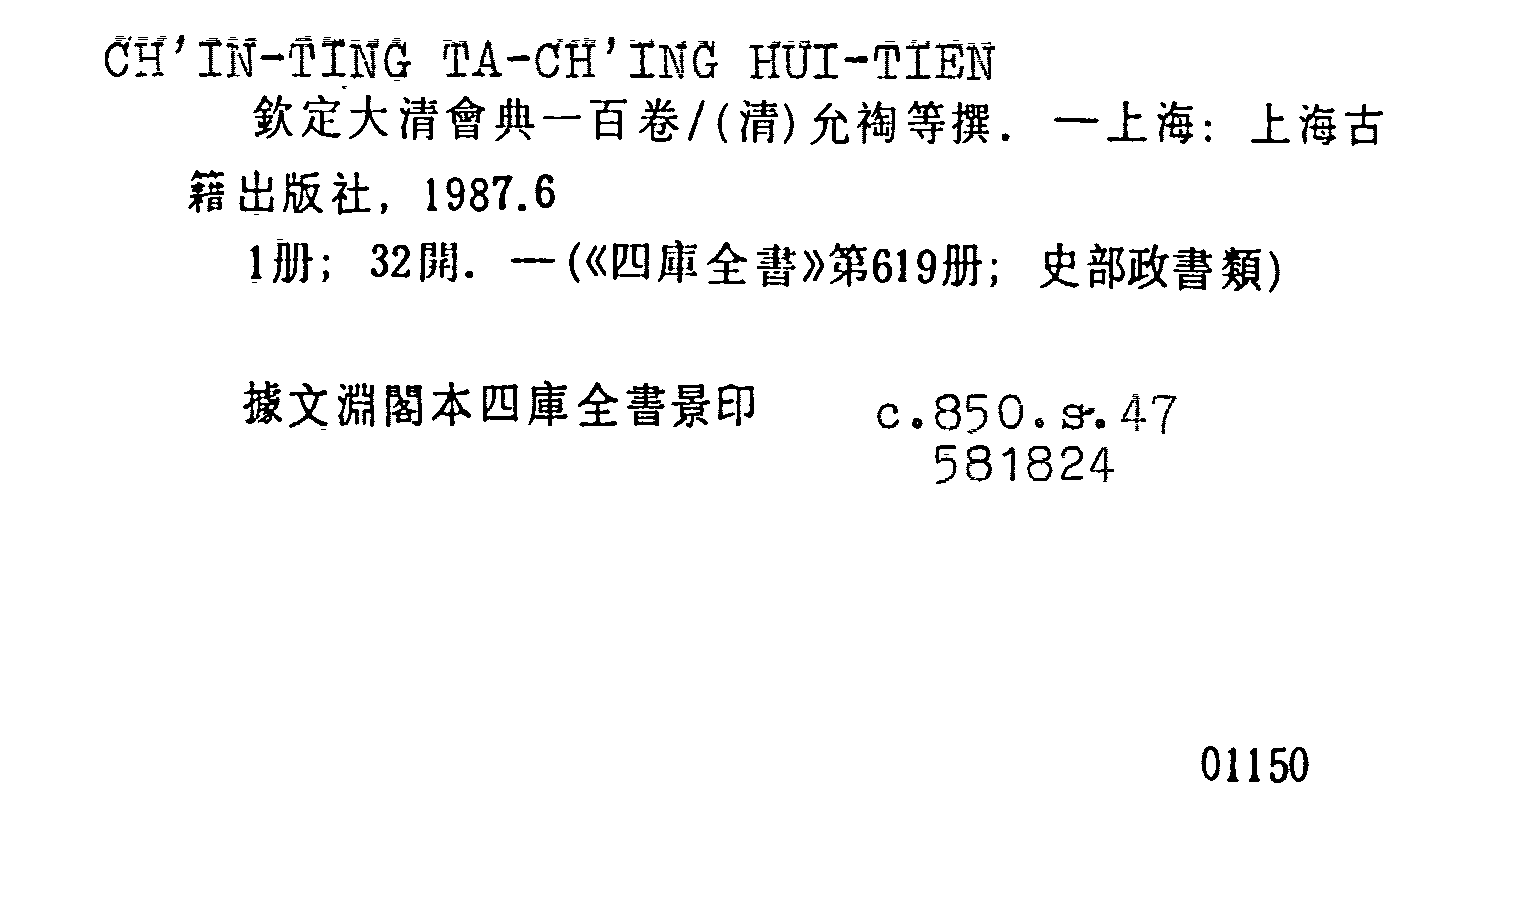 CH'IN-TING TA-CH'ING HUI-TIEN
欽定大清會典一百卷/(清)允裪等撰. 一上海: 上海古
籍出版社, 1987.6
1册; 32開. 一(《四庫全書》第619册; 史部政書類)
據文淵閣本四庫全書景印 c.850.s.47
581824
01150